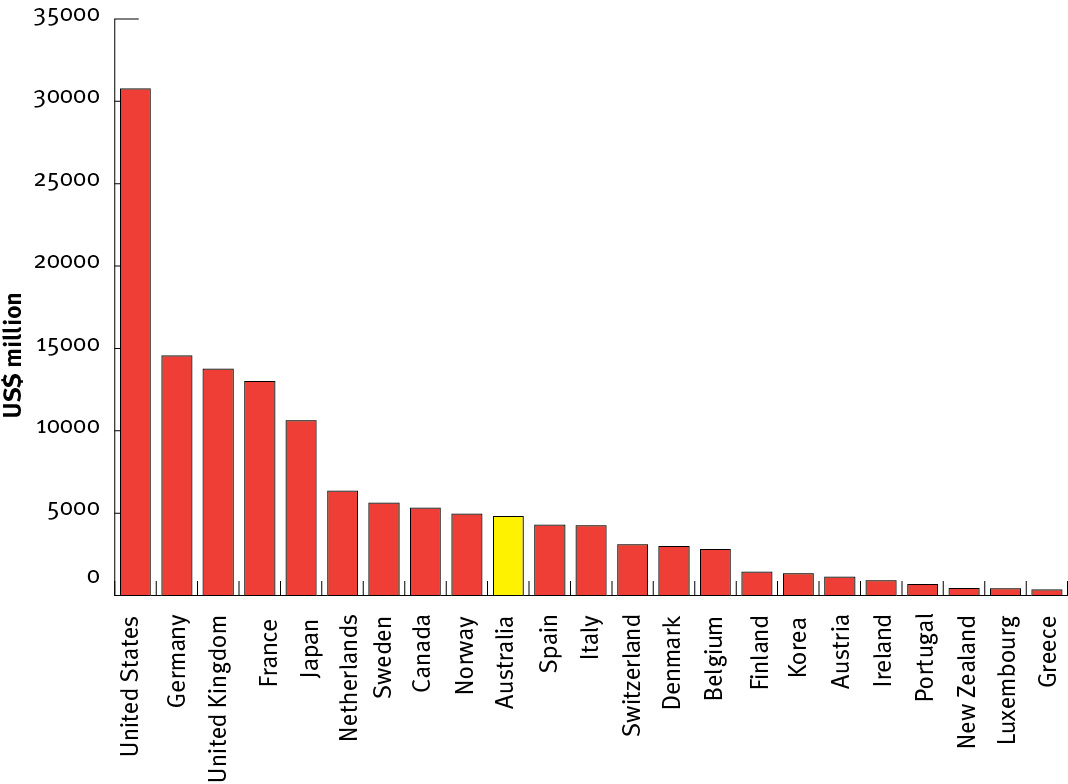 35000
30000
25000
20000
15000
10000
5000
0
US$ million
United States
Germany
United Kingdom
France
Japan
Netherlands
Sweden
Canada
Norway
Australia
Spain
Italy
Switzerland
Denmark
Belgium
Finland
Korea
Austria
Ireland
Portugal
New Zealand
Luxembourg
Greece